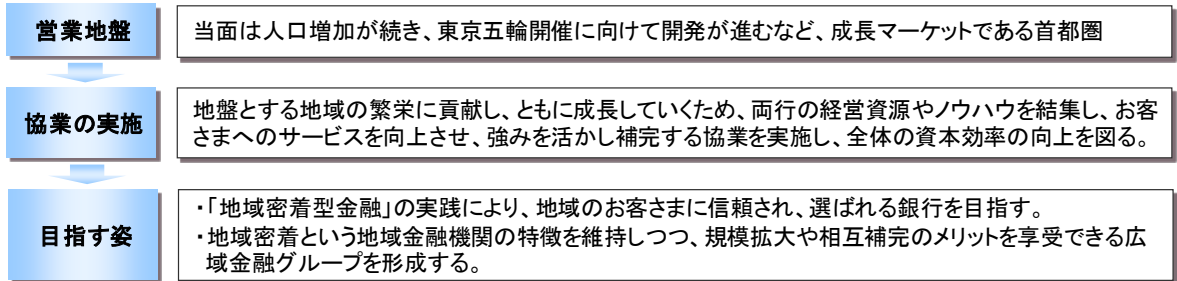 営業地盤
当面は人口増加が続き、東京五輪開催に向けて開発が進むなど、成長マーケットである首都圏
協業の実施
地盤とする地域の繁栄に貢献し、ともに成長していくため、両行の経営資源やノウハウを結集し、お客
さまへのサービスを向上させ、強みを活かし補完する協業を実施し、全体の資本効率の向上を図る。
目指す姿
・「地域密着型金融」の実践により、地域のお客さまに信頼され、選ばれる銀行を目指す。
・地域密着という地域金融機関の特徴を維持しつつ、規模拡大や相互補完のメリットを享受できる広
域金融グループを形成する。